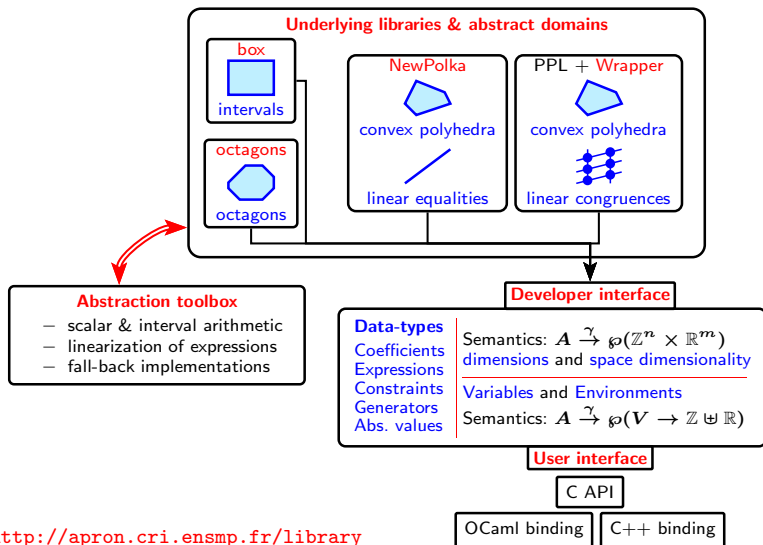 Underlying libraries & abstract domains
box
intervals
octagons
octagons
NewPolka
convex polyhedra
linear equalities
PPL + Wrapper
convex polyhedra
linear congruences
Abstraction toolbox
− scalar & interval arithmetic
− linearization of expressions
− fall-back implementations
Developer interface
Data-types
Coefficients
Expressions
Constraints
Generators
Abs. values
Semantics: A →^γ ℘(ℤⁿ × ℝᵐ)
dimensions and space dimensionality
Variables and Environments
Semantics: A →^γ ℘(V → ℤ ⊎ ℝ)
User interface
C API
OCaml binding
C++ binding
ttp://apron.cri.ensmp.fr/library